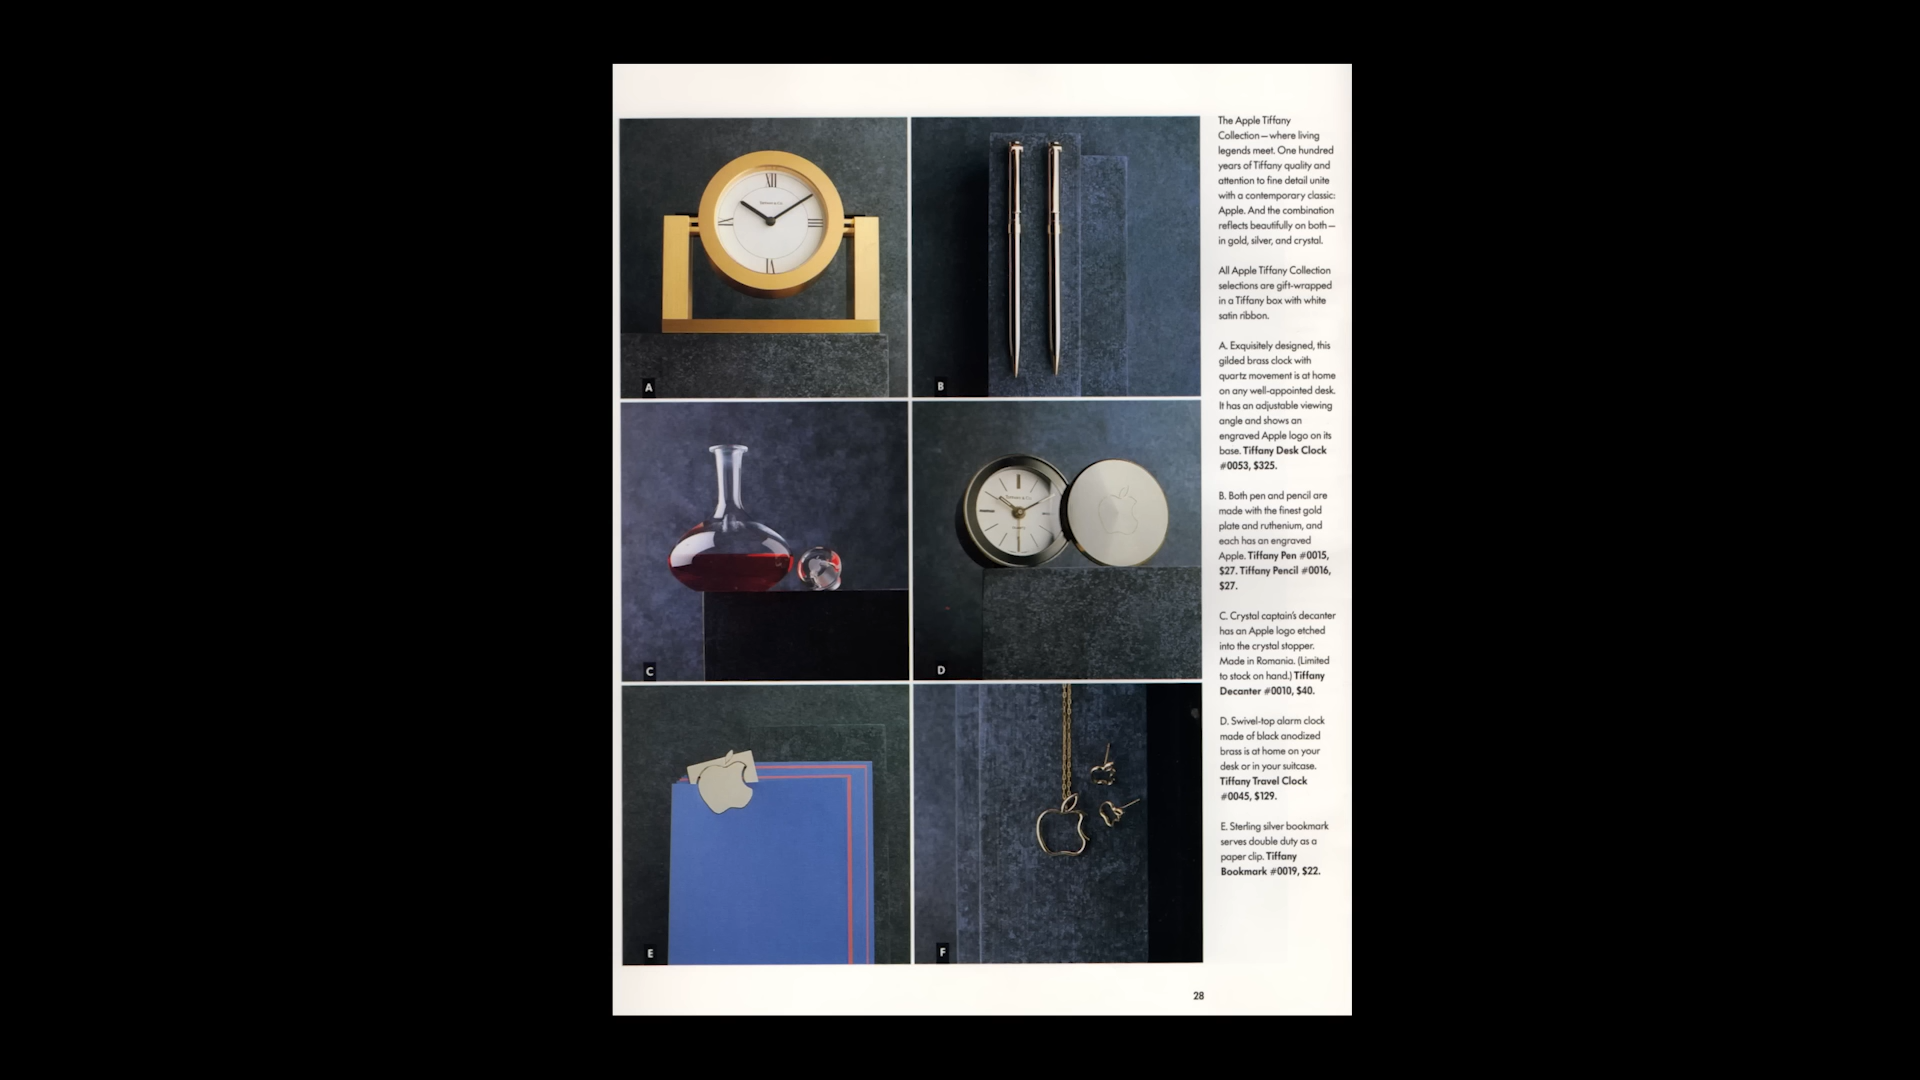 XII
Tiffany & Co.
A
B
C
Tiffany & Co.
QUARTZ
D
E
F
The Apple Tiffany
Collection—where living
legends meet. One hundred
years of Tiffany quality and
attention to fine detail unite
with a contemporary classic:
Apple. And the combination
reflects beautifully on both—
in gold, silver, and crystal.
All Apple Tiffany Collection
selections are gift-wrapped
in a Tiffany box with white
satin ribbon.
A. Exquisitely designed, this
gilded brass clock with
quartz movement is at home
on any well-appointed desk.
It has an adjustable viewing
angle and shows an
engraved Apple logo on its
base. Tiffany Desk Clock
#0053, $325.
B. Both pen and pencil are
made with the finest gold
plate and ruthenium, and
each has an engraved
Apple. Tiffany Pen #0015,
$27. Tiffany Pencil #0016,
$27.
C. Crystal captain's decanter
has an Apple logo etched
into the crystal stopper.
Made in Romania. (Limited
to stock on hand.) Tiffany
Decanter #0010, $40.
D. Swivel-top alarm clock
made of black anodized
brass is at home on your
desk or in your suitcase.
Tiffany Travel Clock
#0045, $129.
E. Sterling silver bookmark
serves double duty as a
paper clip. Tiffany
Bookmark #0019, $22.
28